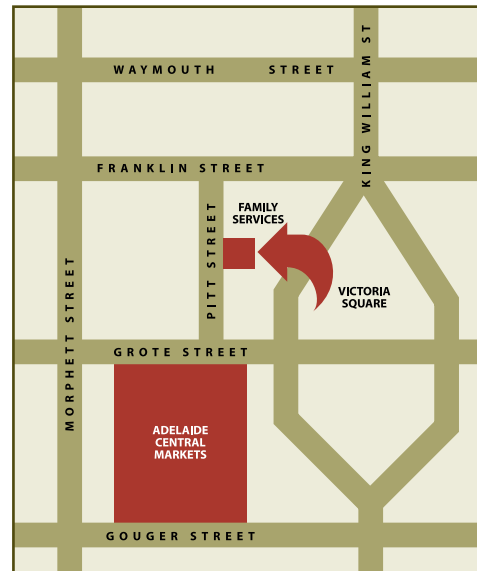 KING WILLIAM ST
WAYMOUTH STREET
FRANKLIN STREET
PITT STREET
FAMILY
SERVICES
MORPHETT STREET
VICTORIA
SQUARE
GROTE STREET
ADELAIDE
CENTRAL
MARKETS
GOUGER STREET